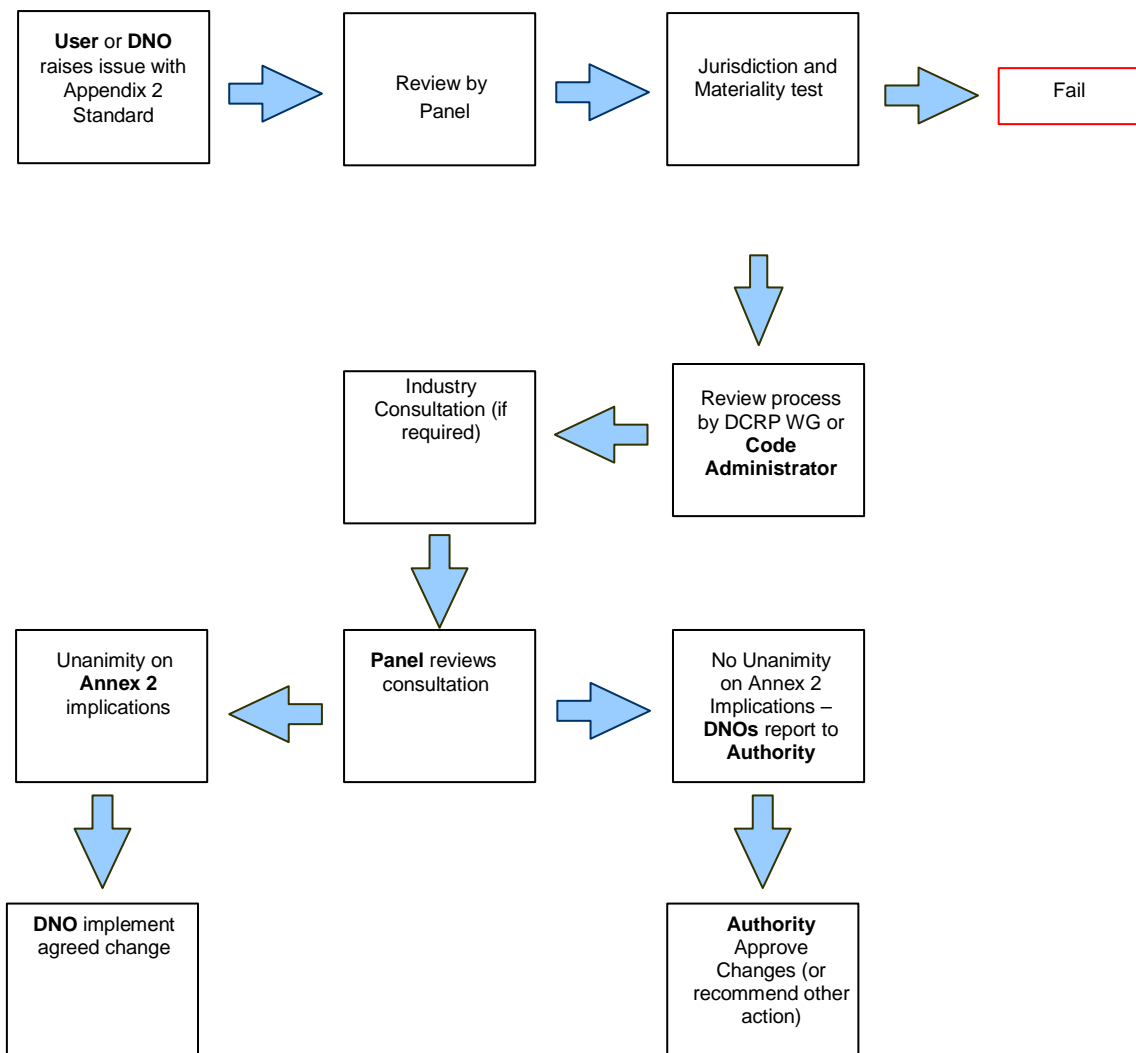 User or DNO
raises issue with
Appendix 2
Standard
Review by
Panel
Jurisdiction and
Materiality test
Fail
Industry
Consultation (if
required)
Review process
by DCRP WG or
Code
Administrator
Unanimity on
Annex 2
implications
Panel reviews
consultation
No Unanimity
on Annex 2
Implications –
DNOs report to
Authority
DNO implement
agreed change
Authority
Approve
Changes (or
recommend other
action)